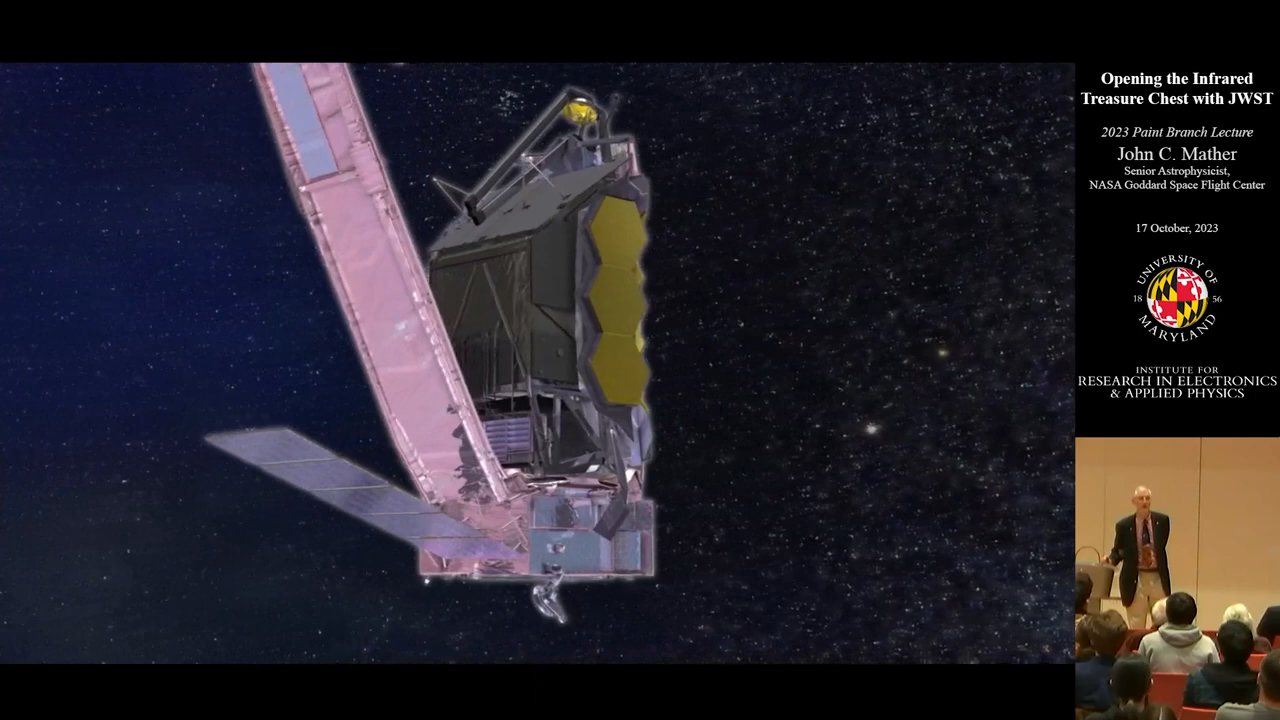 Opening the Infrared
Treasure Chest with JWST
2023 Paint Branch Lecture
John C. Mather
Senior Astrophysicist,
NASA Goddard Space Flight Center
17 October, 2023
UNIVERSITY OF
18 56
MARYLAND
INSTITUTE FOR
RESEARCH IN ELECTRONICS
& APPLIED PHYSICS